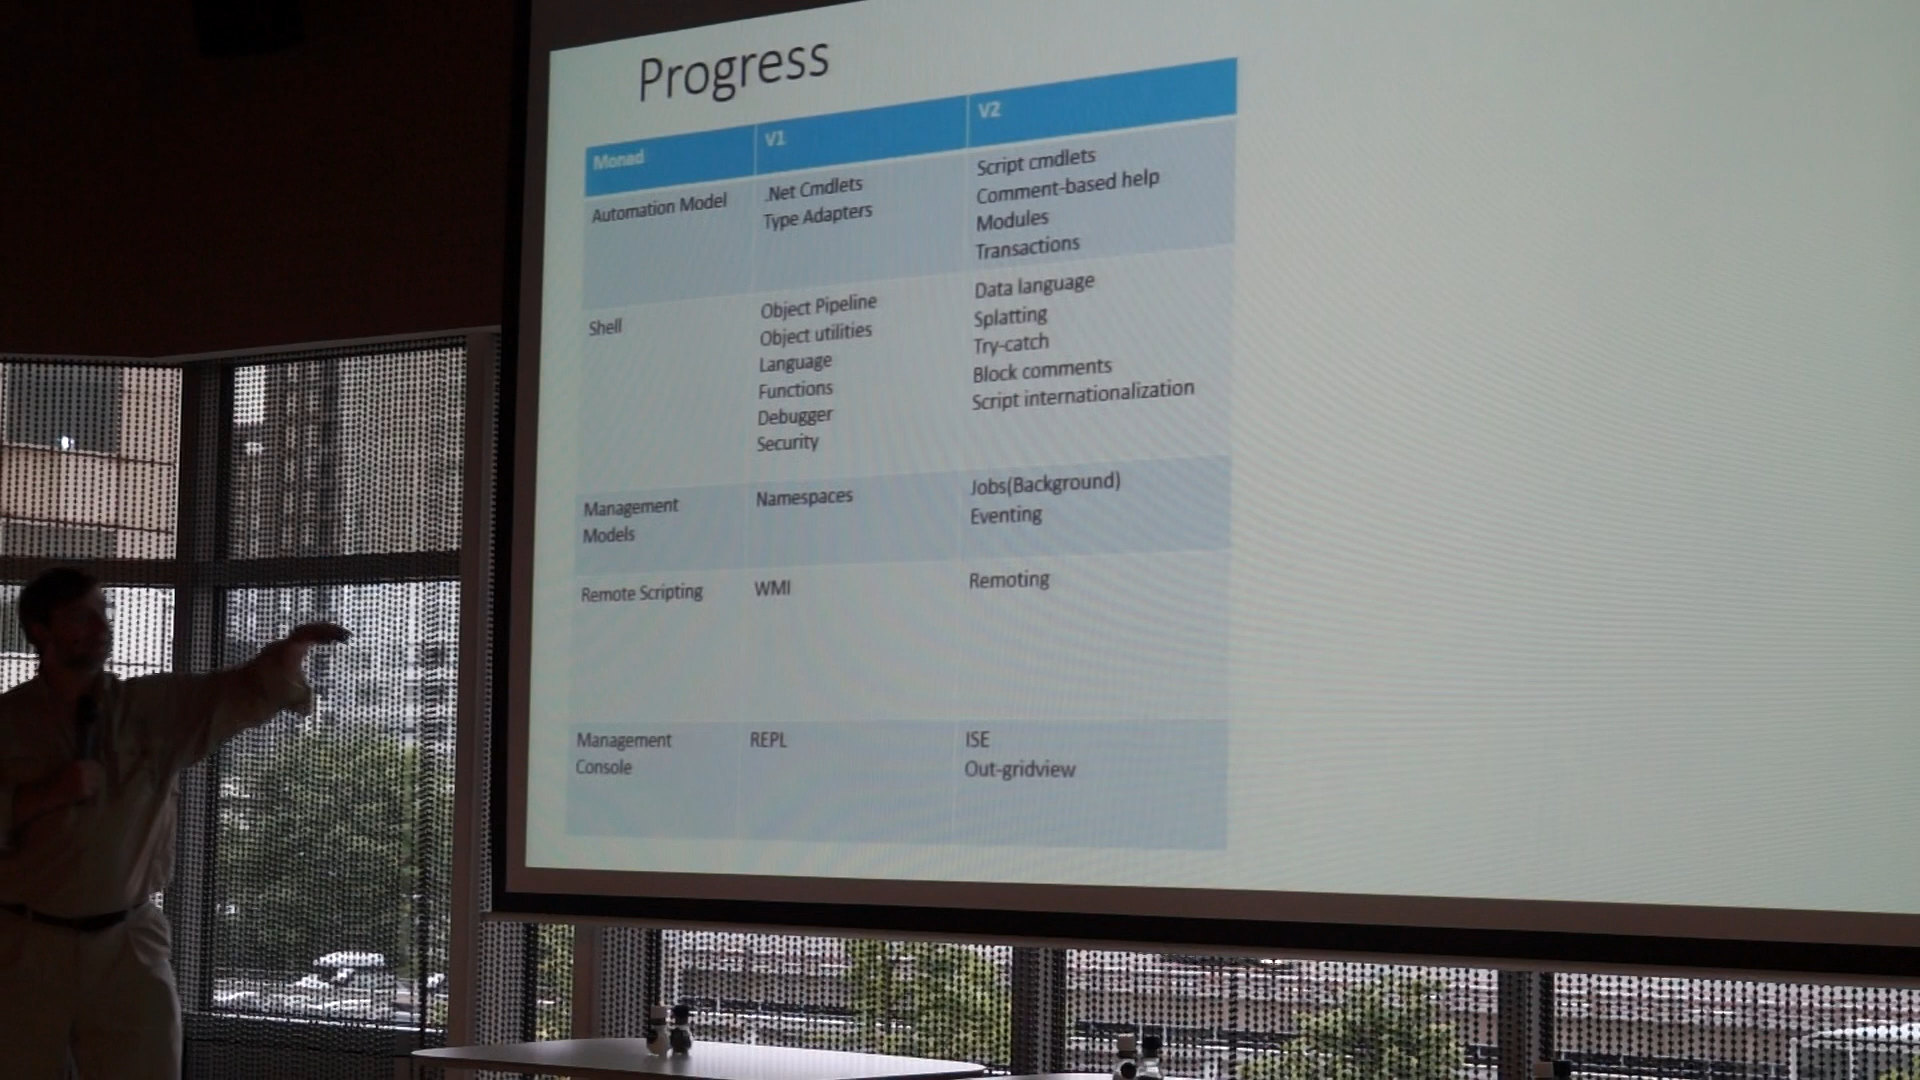 Progress
Monad V1 V2
Automation Model
.Net Cmdlets
Type Adapters
Script cmdlets
Comment-based help
Modules
Transactions
Shell
Object Pipeline
Object utilities
Language
Functions
Debugger
Security
Data language
Splatting
Try-catch
Block comments
Script internationalization
Management
Models
Namespaces
Jobs(Background)
Eventing
Remote Scripting
WMI
Remoting
Management
Console
REPL
ISE
Out-gridview